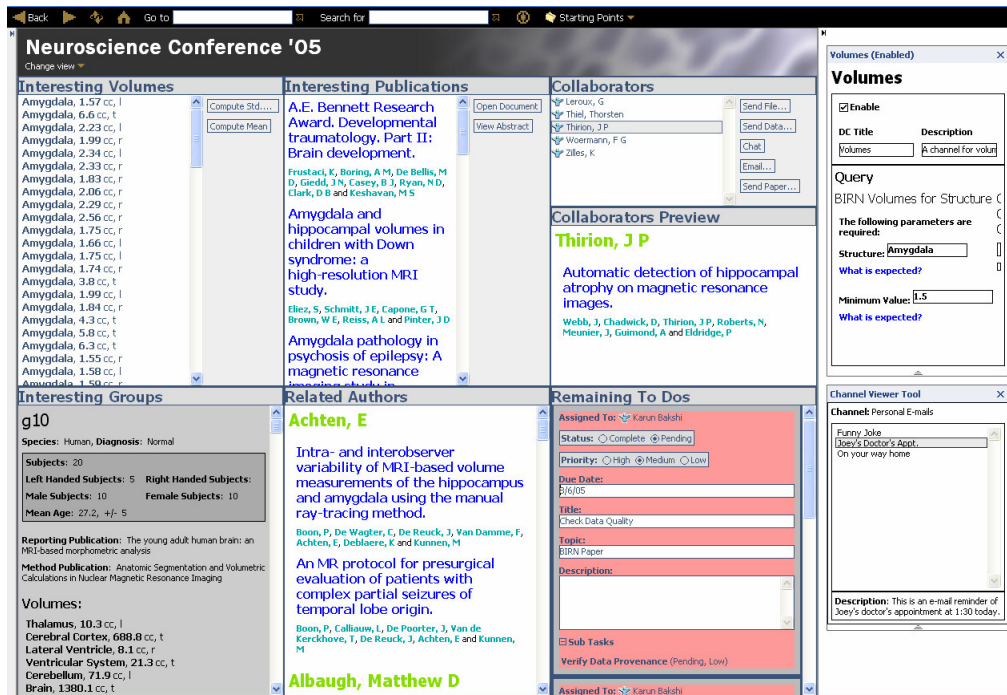 Back
Go to
Search for
Starting Points
Neuroscience Conference '05
Change view
Interesting Volumes
Amygdala, 1.57 cc, l
Amygdala, 6.6 cc, t
Amygdala, 2.23 cc, l
Amygdala, 1.99 cc, r
Amygdala, 2.34 cc, l
Amygdala, 2.33 cc, r
Amygdala, 1.83 cc, r
Amygdala, 2.06 cc, r
Amygdala, 2.29 cc, r
Amygdala, 2.56 cc, r
Amygdala, 1.75 cc, r
Amygdala, 1.66 cc, l
Amygdala, 1.75 cc, l
Amygdala, 1.74 cc, r
Amygdala, 3.8 cc, t
Amygdala, 1.99 cc, l
Amygdala, 1.84 cc, r
Amygdala, 4.3 cc, t
Amygdala, 5.8 cc, t
Amygdala, 6.3 cc, t
Amygdala, 1.55 cc, r
Amygdala, 1.58 cc, l
Amygdala, 1.59 cc, r
Compute Std....
Compute Mean
Interesting Publications
A.E. Bennett Research
Award. Developmental
traumatology. Part II:
Brain development.
Frustaci, K, Boring, A M, De Bellis, M
D, Giedd, J N, Casey, B J, Ryan, N D,
Clark, D B and Keshavan, M S
Amygdala and
hippocampal volumes in
children with Down
syndrome: a
high-resolution MRI
study.
Eliez, S, Schmitt, J E, Capone, G T,
Brown, W E, Reiss, A L and Pinter, J D
Amygdala pathology in
psychosis of epilepsy: A
magnetic resonance
imaging study in
Open Document
View Abstract
Collaborators
Leroux, G
Thiel, Thorsten
Thirion, J P
Woermann, F G
Zilles, K
Send File...
Send Data...
Chat
Email...
Send Paper...
Collaborators Preview
Thirion, J P
Automatic detection of hippocampal
atrophy on magnetic resonance
images.
Webb, J, Chadwick, D, Thirion, J P, Roberts, N,
Meunier, J, Guimond, A and Eldridge, P
Interesting Groups
g10
Species: Human, Diagnosis: Normal
Subjects: 20
Left Handed Subjects: 5 Right Handed Subjects:
Male Subjects: 10 Female Subjects: 10
Mean Age: 27.2, +/- 5
Reporting Publication: The young adult human brain: an
MRI-based morphometric analysis
Method Publication: Anatomic Segmentation and Volumetric
Calculations in Nuclear Magnetic Resonance Imaging
Volumes:
Thalamus, 10.3 cc, l
Cerebral Cortex, 688.8 cc, t
Lateral Ventricle, 8.1 cc, r
Ventricular System, 21.3 cc, t
Cerebellum, 71.9 cc, l
Brain, 1380.1 cc, t
Related Authors
Achten, E
Intra- and interobserver
variability of MRI-based volume
measurements of the hippocampus
and amygdala using the manual
ray-tracing method.
Boon, P, De Wagter, C, De Reuck, J, Van Damme, F,
Achten, E, Deblaere, K and Kunnen, M
An MR protocol for presurgical
evaluation of patients with
complex partial seizures of
temporal lobe origin.
Boon, P, Calliauw, L, De Poorter, J, Van de
Kerckhove, T, De Reuck, J, Achten, E and Kunnen,
M
Albaugh, Matthew D
Remaining To Dos
Assigned To: Karun Bakshi
Status: Complete Pending
Priority: High Medium Low
Due Date:
3/6/05
Title:
Check Data Quality
Topic:
BIRN Paper
Description:
Sub Tasks
Verify Data Provenance (Pending, Low)
Assigned To: Karun Bakshi
Volumes (Enabled)
Volumes
Enable
DC Title Description
Volumes A channel for volum
Query
BIRN Volumes for Structure
The following parameters are
required:
Structure: Amygdala
What is expected?
Minimum Value: 1.5
What is expected?
Channel Viewer Tool
Channel: Personal E-mails
Funny Joke
Joey's Doctor's Appt.
On your way home
Description: This is an e-mail reminder of
Joey's doctor's appointment at 1:30 today.